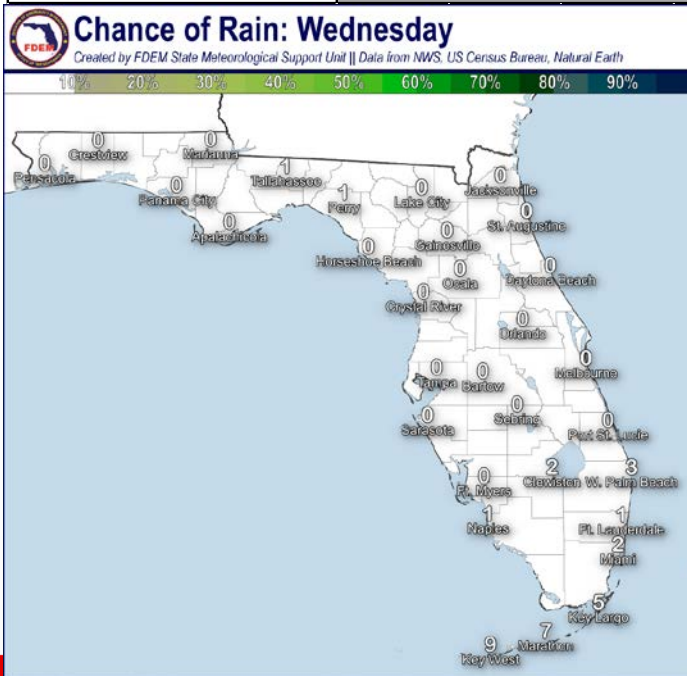 FDEM
Chance of Rain: Wednesday
Created by FDEM State Meteorological Support Unit || Data from NWS, US Census Bureau, Natural Earth
10% 20% 30% 40% 50% 60% 70% 80% 90%
0
Crestview
0
Marianna
0
Pensacola
1
Tallahassee
0
Jacksonville
0
Panama City
1
Perry
0
Lake City
0
Apalachicola
0
St. Augustine
0
Gainesville
0
Horseshoe Beach
0
Ocala
0
Daytona Beach
0
Crystal River
0
Orlando
0
Melbourne
0
Tampa
0
Bartow
0
Sebring
0
Sarasota
0
Port St. Lucie
0
Ft. Myers
2
Clewiston
3
W. Palm Beach
1
Naples
1
Ft. Lauderdale
2
Miami
5
Key Largo
7
Marathon
9
Key West